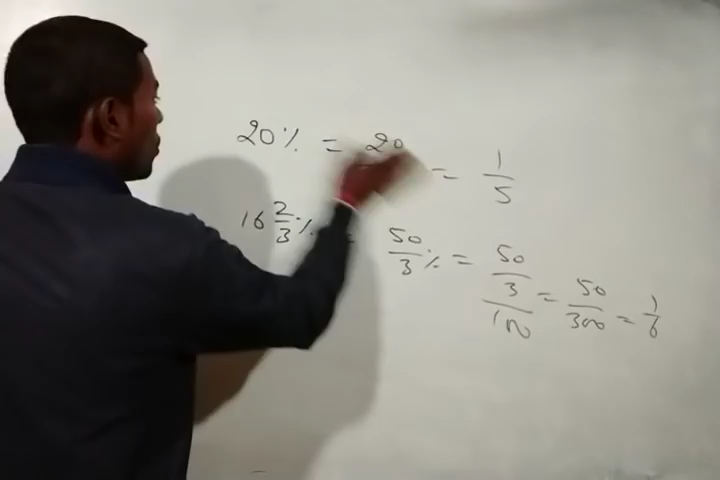 20% = 20 = 1/5
16 2/3 % = 50/3 % = 50/3/100 = 50/300 = 1/6